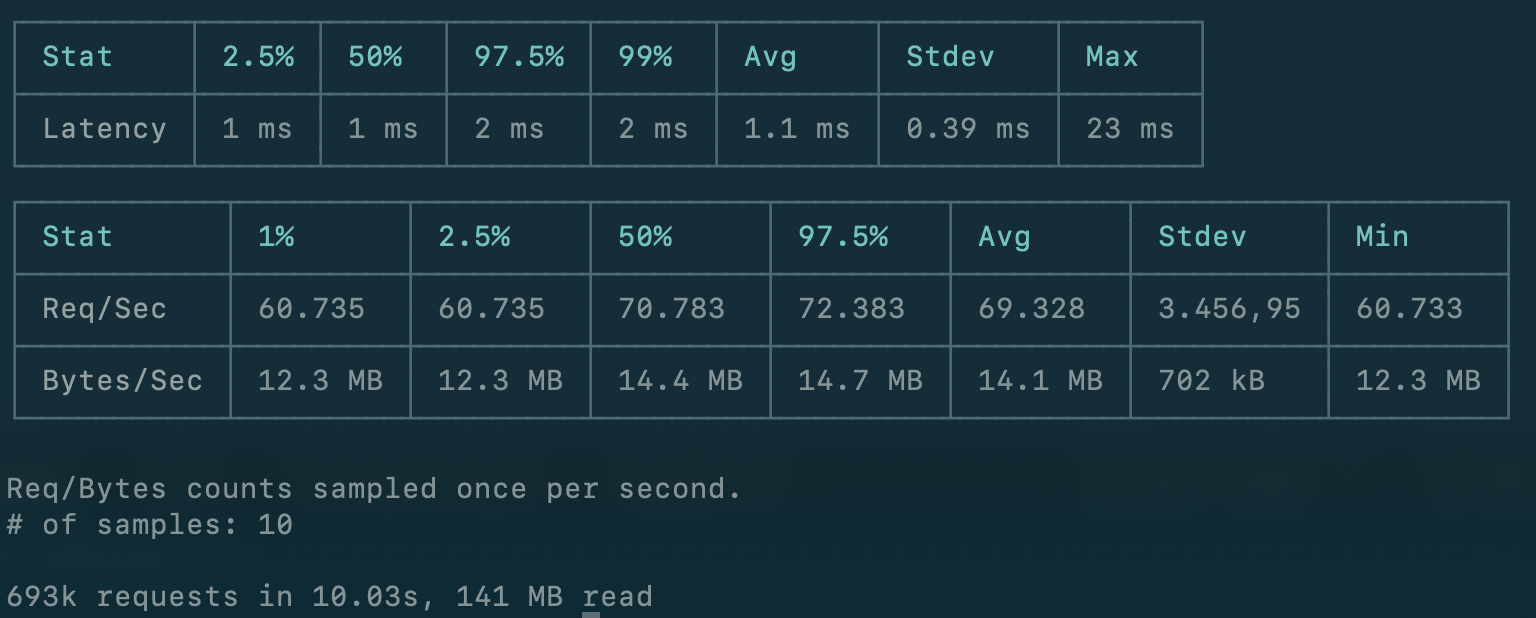 Stat 2.5% 50% 97.5% 99% Avg Stdev Max
Latency 1 ms 1 ms 2 ms 2 ms 1.1 ms 0.39 ms 23 ms
Stat 1% 2.5% 50% 97.5% Avg Stdev Min
Req/Sec 60.735 60.735 70.783 72.383 69.328 3.456,95 60.733
Bytes/Sec 12.3 MB 12.3 MB 14.4 MB 14.7 MB 14.1 MB 702 kB 12.3 MB
Req/Bytes counts sampled once per second.
# of samples: 10
693k requests in 10.03s, 141 MB read